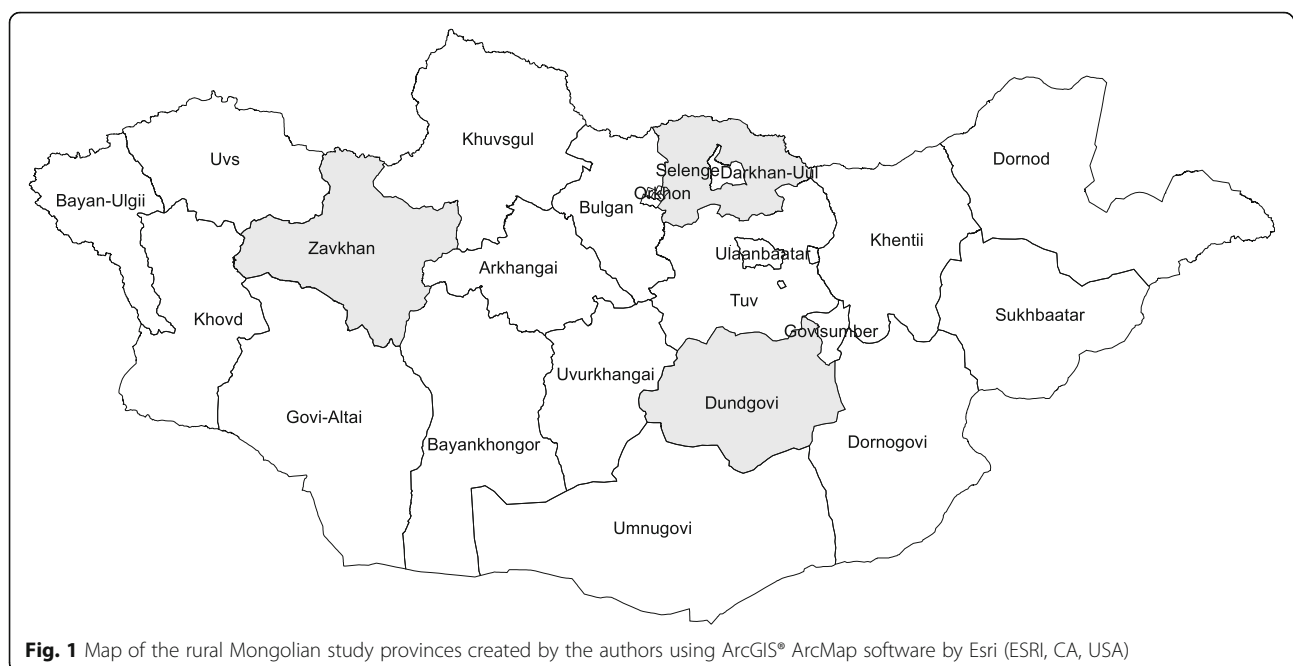 Khuvsgul
Dornod
Uvs
Selenge
Darkhan-Uul
Bayan-Ulgii
Orkhon
Bulgan
Zavkhan
Khentii
Ulaanbaatar
Arkhangai
Tuv
Khovd
Sukhbaatar
Govisumber
Uvurkhangai
Dundgovi
Govi-Altai
Bayankhongor
Dornogovi
Umnugovi
Fig. 1 Map of the rural Mongolian study provinces created by the authors using ArcGIS® ArcMap software by Esri (ESRI, CA, USA)